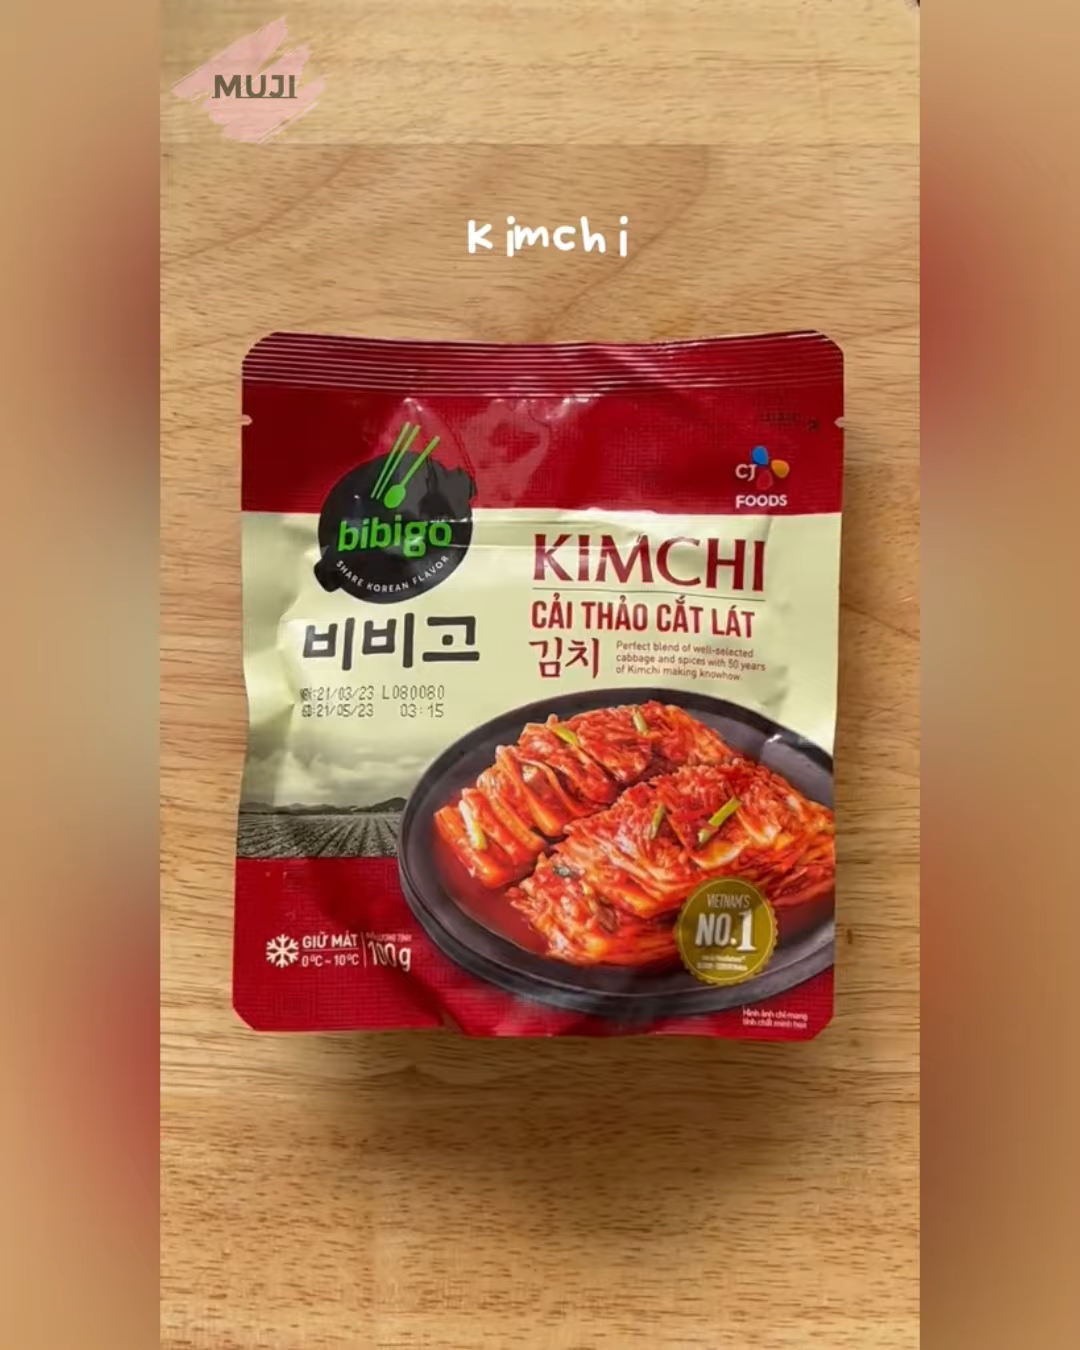 MUJI
kimchi
CJ
FOODS
bibigo
SHARE KOREAN FLAVOR
비비고
KIMCHI
CẢI THẢO CẮT LÁT
김치
Perfect blend of well-selected
cabbage and spices with 50 years
of Kimchi making knowhow.
:21/03/23 L080080
:21/05/23 03:15
VIETNAM'S
NO.1
GIỮ MÁT
0°C ~ 10°C
100g
Hình ảnh chỉ mang
tính chất minh họa